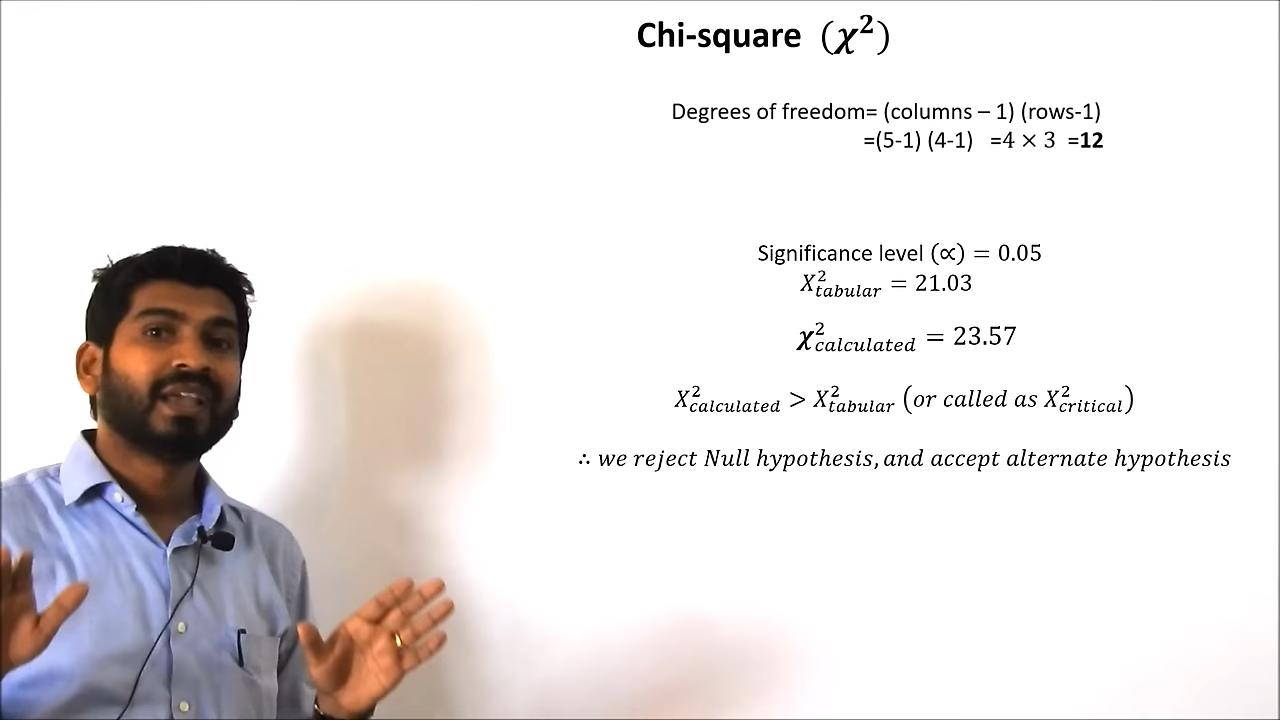 Chi-square (χ²)
Degrees of freedom= (columns – 1) (rows-1)
=(5-1) (4-1) =4 × 3 =12
Significance level (∝) = 0.05
X²tabular = 21.03
χ²calculated = 23.57
X²calculated > X²tabular (or called as X²critical)
∴ we reject Null hypothesis, and accept alternate hypothesis